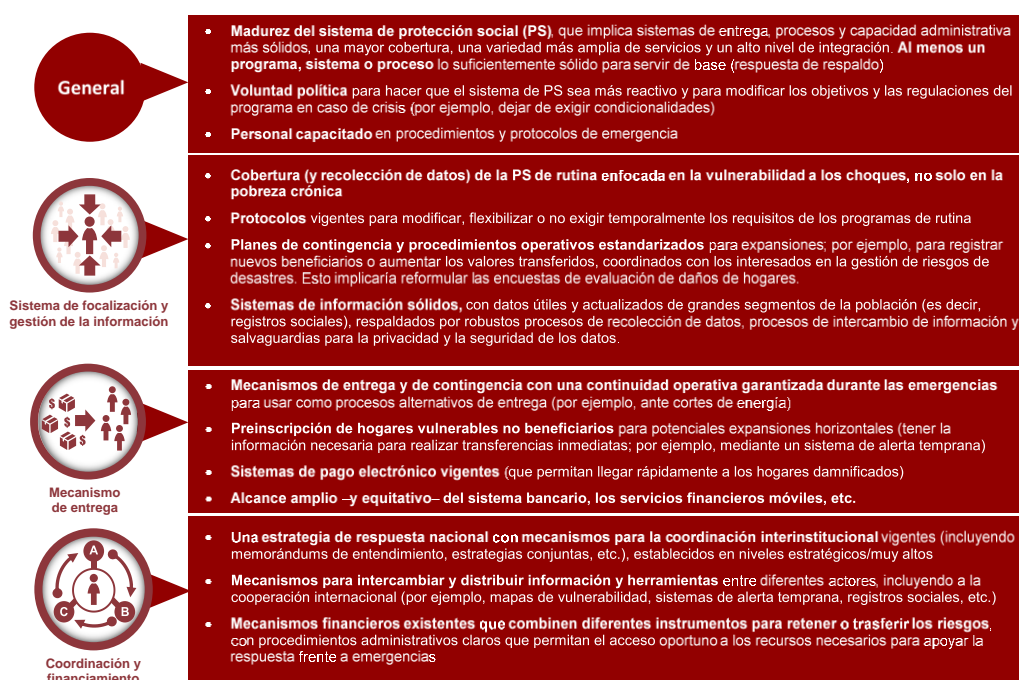 General
• Madurez del sistema de protección social (PS), que implica sistemas de entrega, procesos y capacidad administrativa
más sólidos, una mayor cobertura, una variedad más amplia de servicios y un alto nivel de integración. Al menos un
programa, sistema o proceso lo suficientemente sólido para servir de base (respuesta de respaldo)
• Voluntad política para hacer que el sistema de PS sea más reactivo y para modificar los objetivos y las regulaciones del
programa en caso de crisis (por ejemplo, dejar de exigir condicionalidades)
• Personal capacitado en procedimientos y protocolos de emergencia
Sistema de focalización y
gestión de la información
• Cobertura (y recolección de datos) de la PS de rutina enfocada en la vulnerabilidad a los choques, no solo en la
pobreza crónica
• Protocolos vigentes para modificar, flexibilizar o no exigir temporalmente los requisitos de los programas de rutina
• Planes de contingencia y procedimientos operativos estandarizados para expansiones; por ejemplo, para registrar
nuevos beneficiarios o aumentar los valores transferidos, coordinados con los interesados en la gestión de riesgos de
desastres. Esto implicaría reformular las encuestas de evaluación de daños de hogares.
• Sistemas de información sólidos, con datos útiles y actualizados de grandes segmentos de la población (es decir,
registros sociales), respaldados por robustos procesos de recolección de datos, procesos de intercambio de información y
salvaguardias para la privacidad y la seguridad de los datos.
$ $ $
Mecanismo
de entrega
• Mecanismos de entrega y de contingencia con una continuidad operativa garantizada durante las emergencias
para usar como procesos alternativos de entrega (por ejemplo, ante cortes de energía)
• Preinscripción de hogares vulnerables no beneficiarios para potenciales expansiones horizontales (tener la
información necesaria para realizar transferencias inmediatas; por ejemplo, mediante un sistema de alerta temprana)
• Sistemas de pago electrónico vigentes (que permitan llegar rápidamente a los hogares damnificados)
• Alcance amplio –y equitativo– del sistema bancario, los servicios financieros móviles, etc.
A
C B
Coordinación y
financiamiento
• Una estrategia de respuesta nacional con mecanismos para la coordinación interinstitucional vigentes (incluyendo
memorándums de entendimiento, estrategias conjuntas, etc.), establecidos en niveles estratégicos/muy altos
• Mecanismos para intercambiar y distribuir información y herramientas entre diferentes actores, incluyendo a la
cooperación internacional (por ejemplo, mapas de vulnerabilidad, sistemas de alerta temprana, registros sociales, etc.)
• Mecanismos financieros existentes que combinen diferentes instrumentos para retener o trasferir los riesgos,
con procedimientos administrativos claros que permitan el acceso oportuno a los recursos necesarios para apoyar la
respuesta frente a emergencias